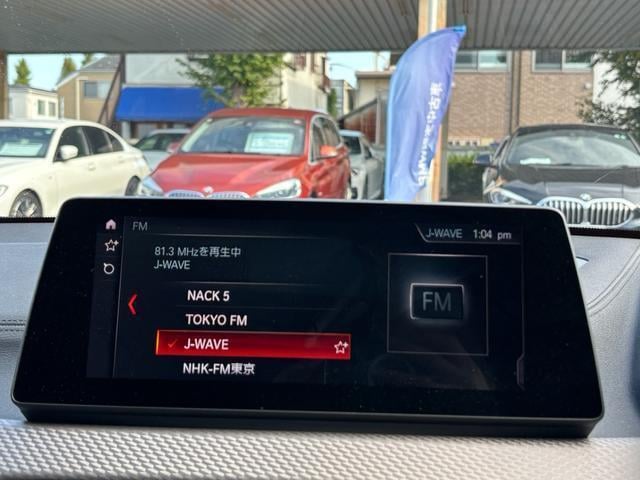 FM
J-WAVE 1:04 pm
81.3 MHzを再生中
J-WAVE
NACK 5
TOKYO FM
J-WAVE
NHK-FM東京
FM